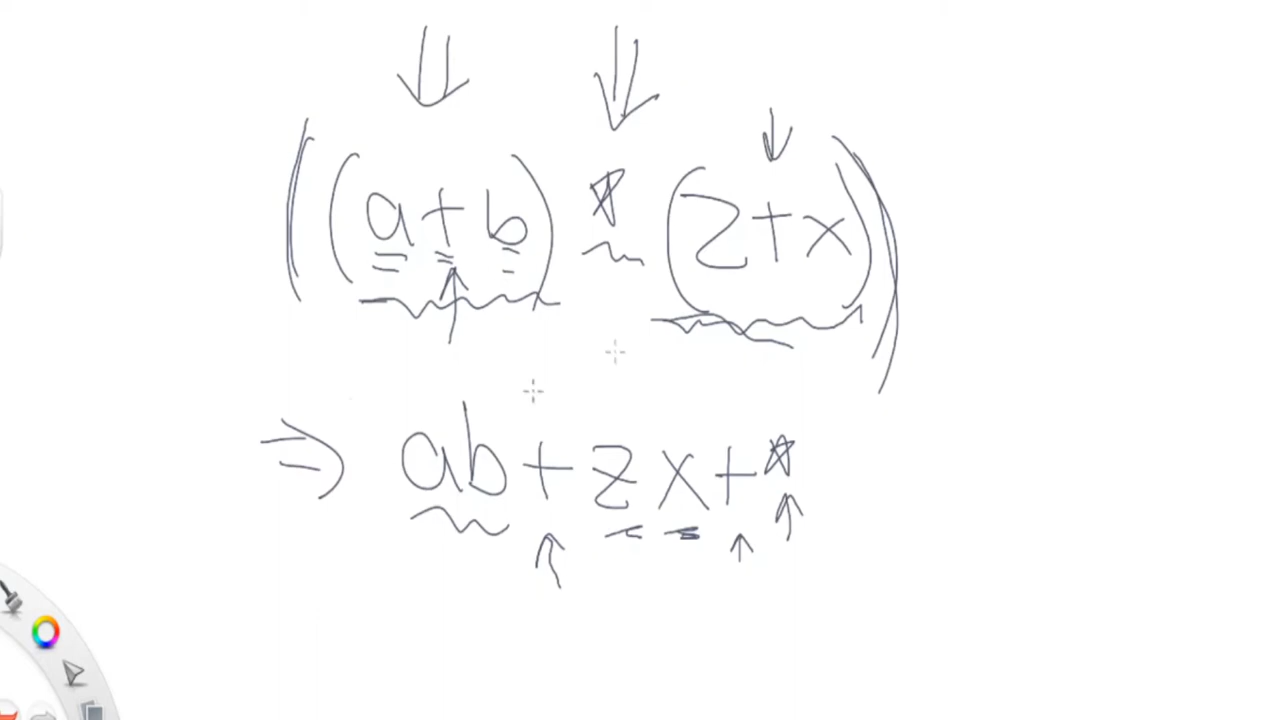 ((a+b)*(z+x))
⇒ ab+zx+*